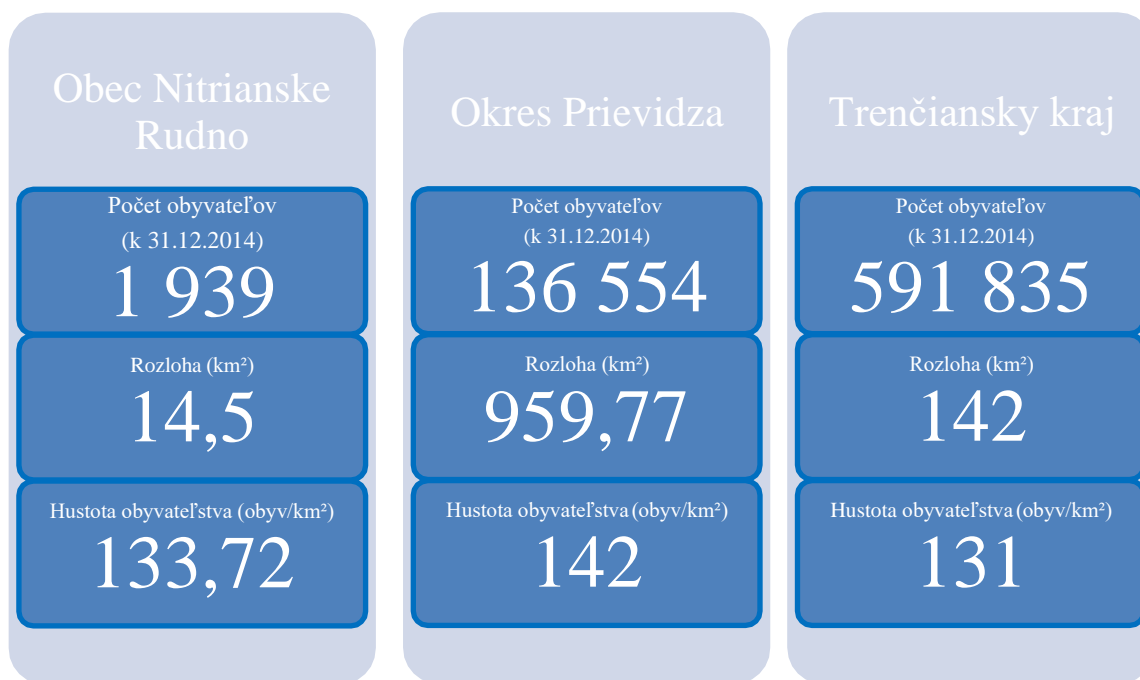 Obec Nitrianske
Rudno
Počet obyvateľov
(k 31.12.2014)
1 939
Rozloha (km²)
14,5
Hustota obyvateľstva (obyv/km²)
133,72
Okres Prievidza
Počet obyvateľov
(k 31.12.2014)
136 554
Rozloha (km²)
959,77
Hustota obyvateľstva (obyv/km²)
142
Trenčiansky kraj
Počet obyvateľov
(k 31.12.2014)
591 835
Rozloha (km²)
142
Hustota obyvateľstva (obyv/km²)
131